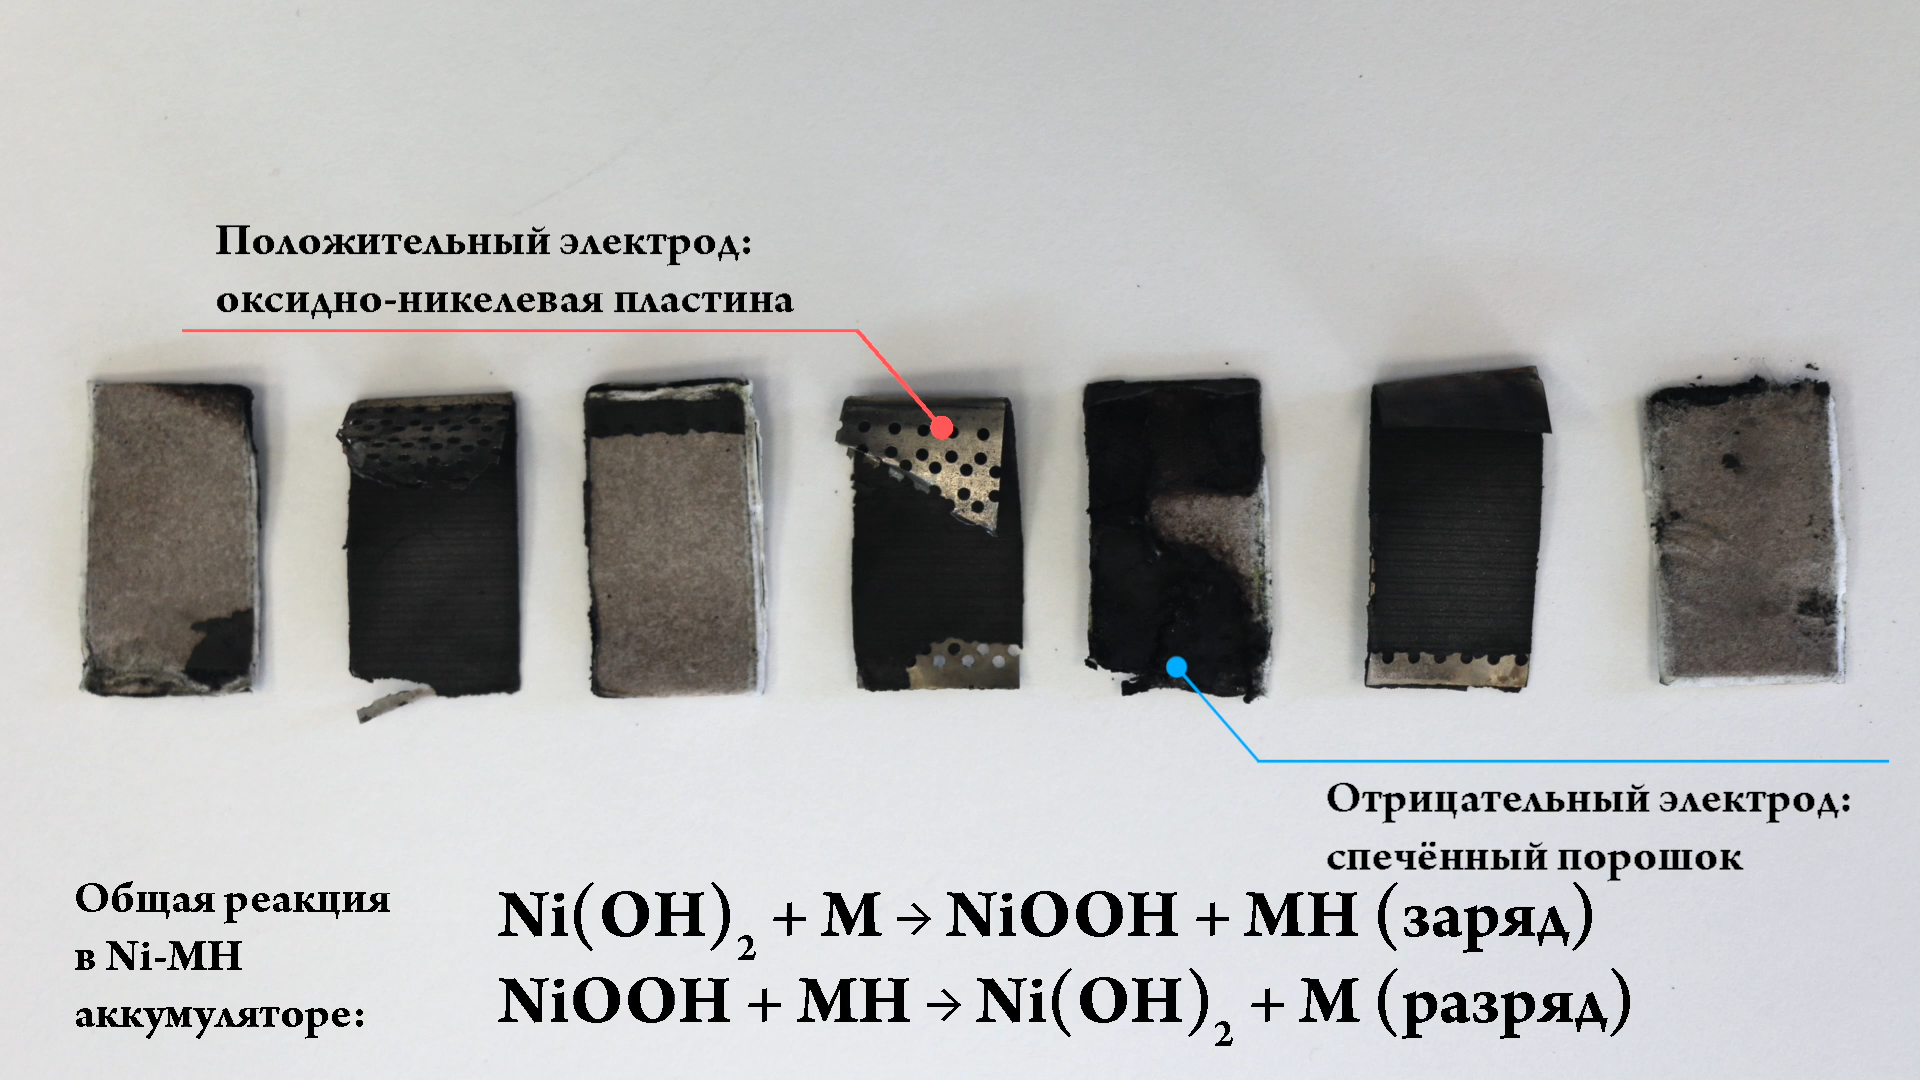 Положительный электрод:
оксидно-никелевая пластина
Отрицательный электрод:
спечённый порошок
Общая реакция
в Ni-MH
аккумуляторе:
Ni(OH)₂ + M → NiOOH + MH (заряд)
NiOOH + MH → Ni(OH)₂ + M (разряд)